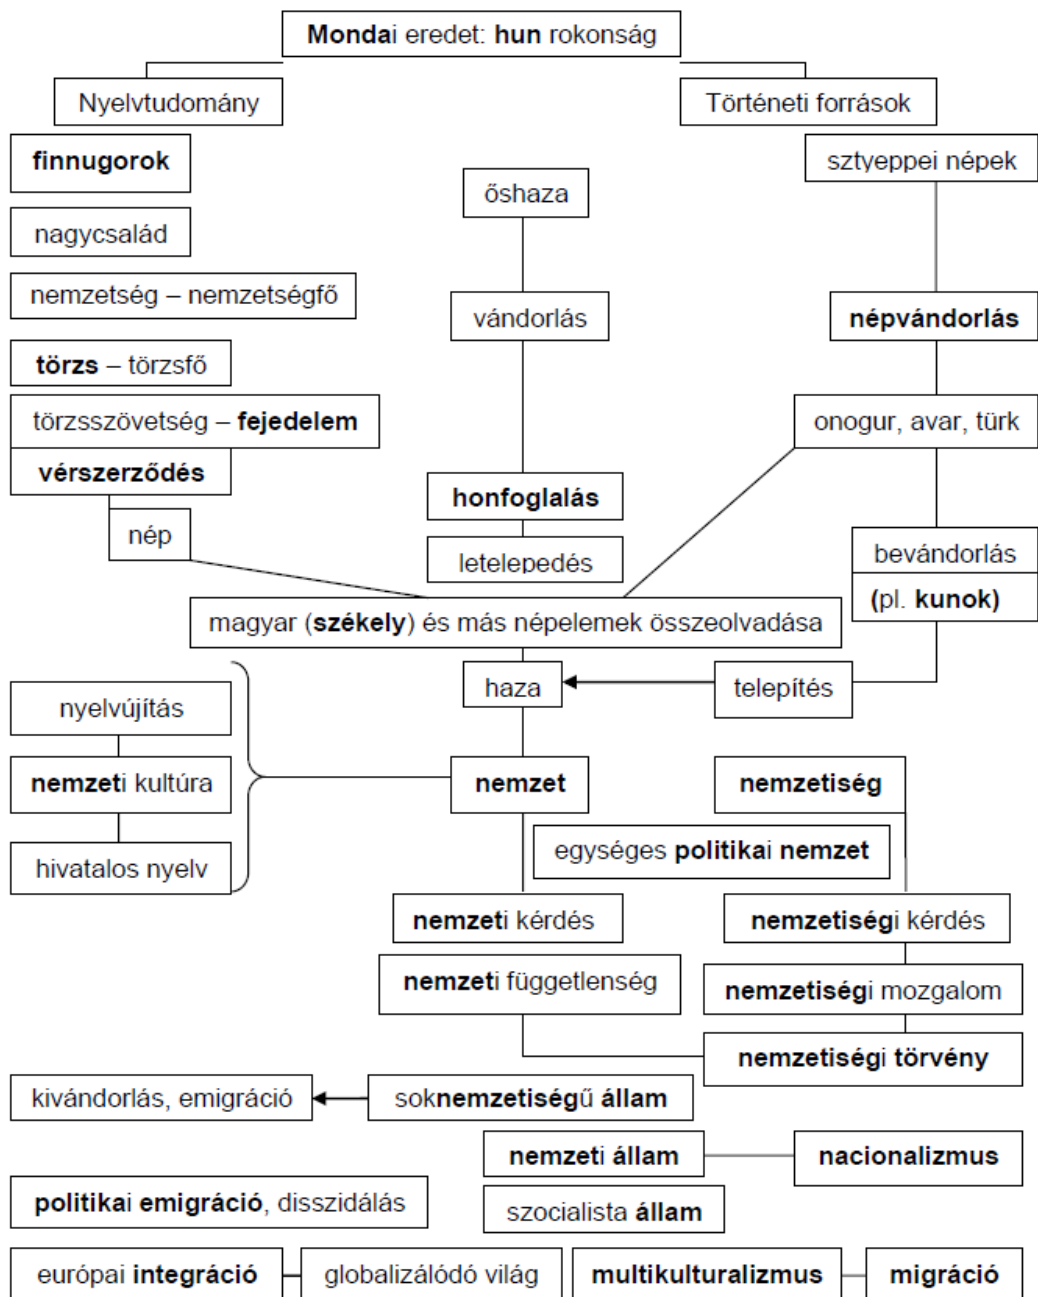 Mondai eredet: hun rokonság
Nyelvtudomány
Történeti források
finnugorok
sztyeppei népek
őshaza
nagycsalád
nemzetség – nemzetségfő
vándorlás
népvándorlás
törzs – törzsfő
törzsszövetség – fejedelem
onogur, avar, türk
vérszerződés
honfoglalás
nép
letelepedés
bevándorlás
(pl. kunok)
magyar (székely) és más népelemek összeolvadása
haza
telepítés
nyelvújítás
nemzeti kultúra
nemzet
nemzetiség
egységes politikai nemzet
hivatalos nyelv
nemzeti kérdés
nemzetiségi kérdés
nemzeti függetlenség
nemzetiségi mozgalom
nemzetiségi törvény
kivándorlás, emigráció
soknemzetiségű állam
nemzeti állam
nacionalizmus
politikai emigráció, disszidálás
szocialista állam
európai integráció
globalizálódó világ
multikulturalizmus
migráció